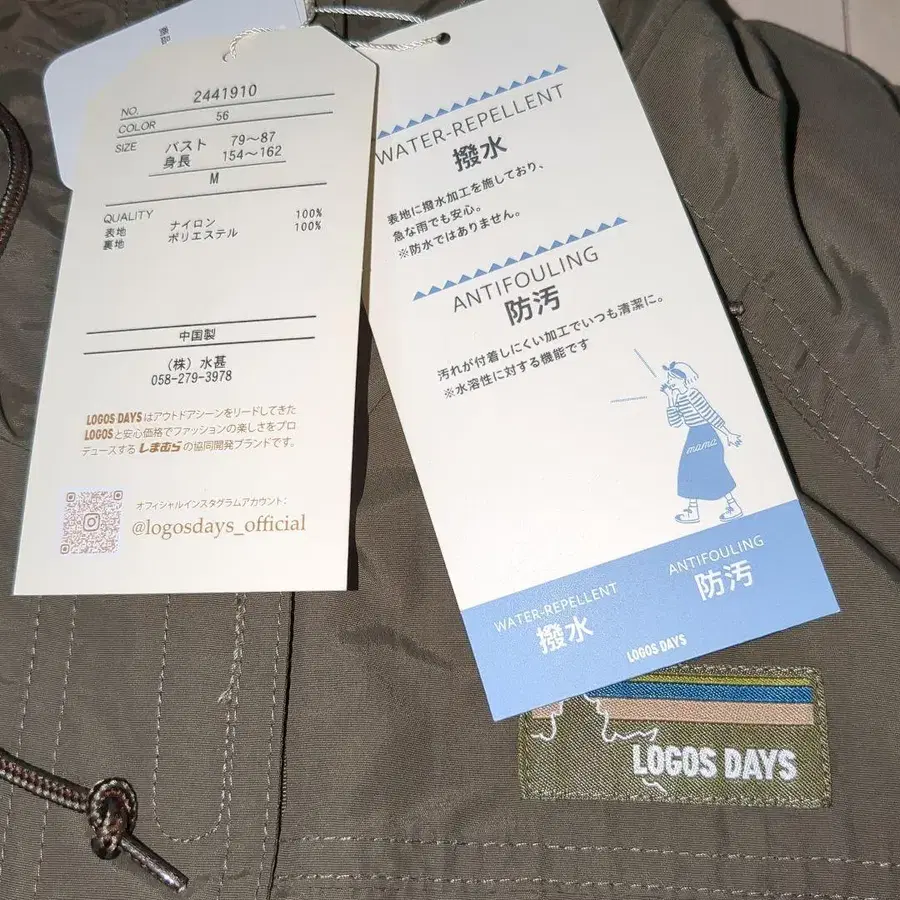 NO. 2441910
COLOR 56
SIZE バスト 79～87
身長 154～162
M
QUALITY
表地 ナイロン 100%
裏地 ポリエステル 100%
中国製
（株）水甚
058-279-3978
LOGOS DAYSはアウトドアシーンをリードしてきた
LOGOSと安心価格でファッションの楽しさをプロ
デュースするしまむらの協同開発ブランドです。
オフィシャルインスタグラムアカウント：
@logosdays_official
WATER-REPELLENT
撥水
表地に撥水加工を施しており、
急な雨でも安心。
※防水ではありません。
ANTIFOULING
防汚
汚れが付着しにくい加工でいつも清潔に。
※水溶性に対する機能です
mama
WATER-REPELLENT
撥水
ANTIFOULING
防汚
LOGOS DAYS
LOGOS DAYS